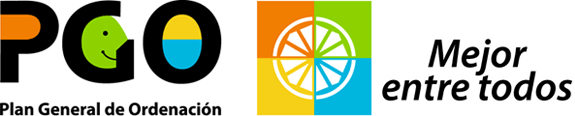 PGO
Plan General de Ordenación
Mejor
entre todos